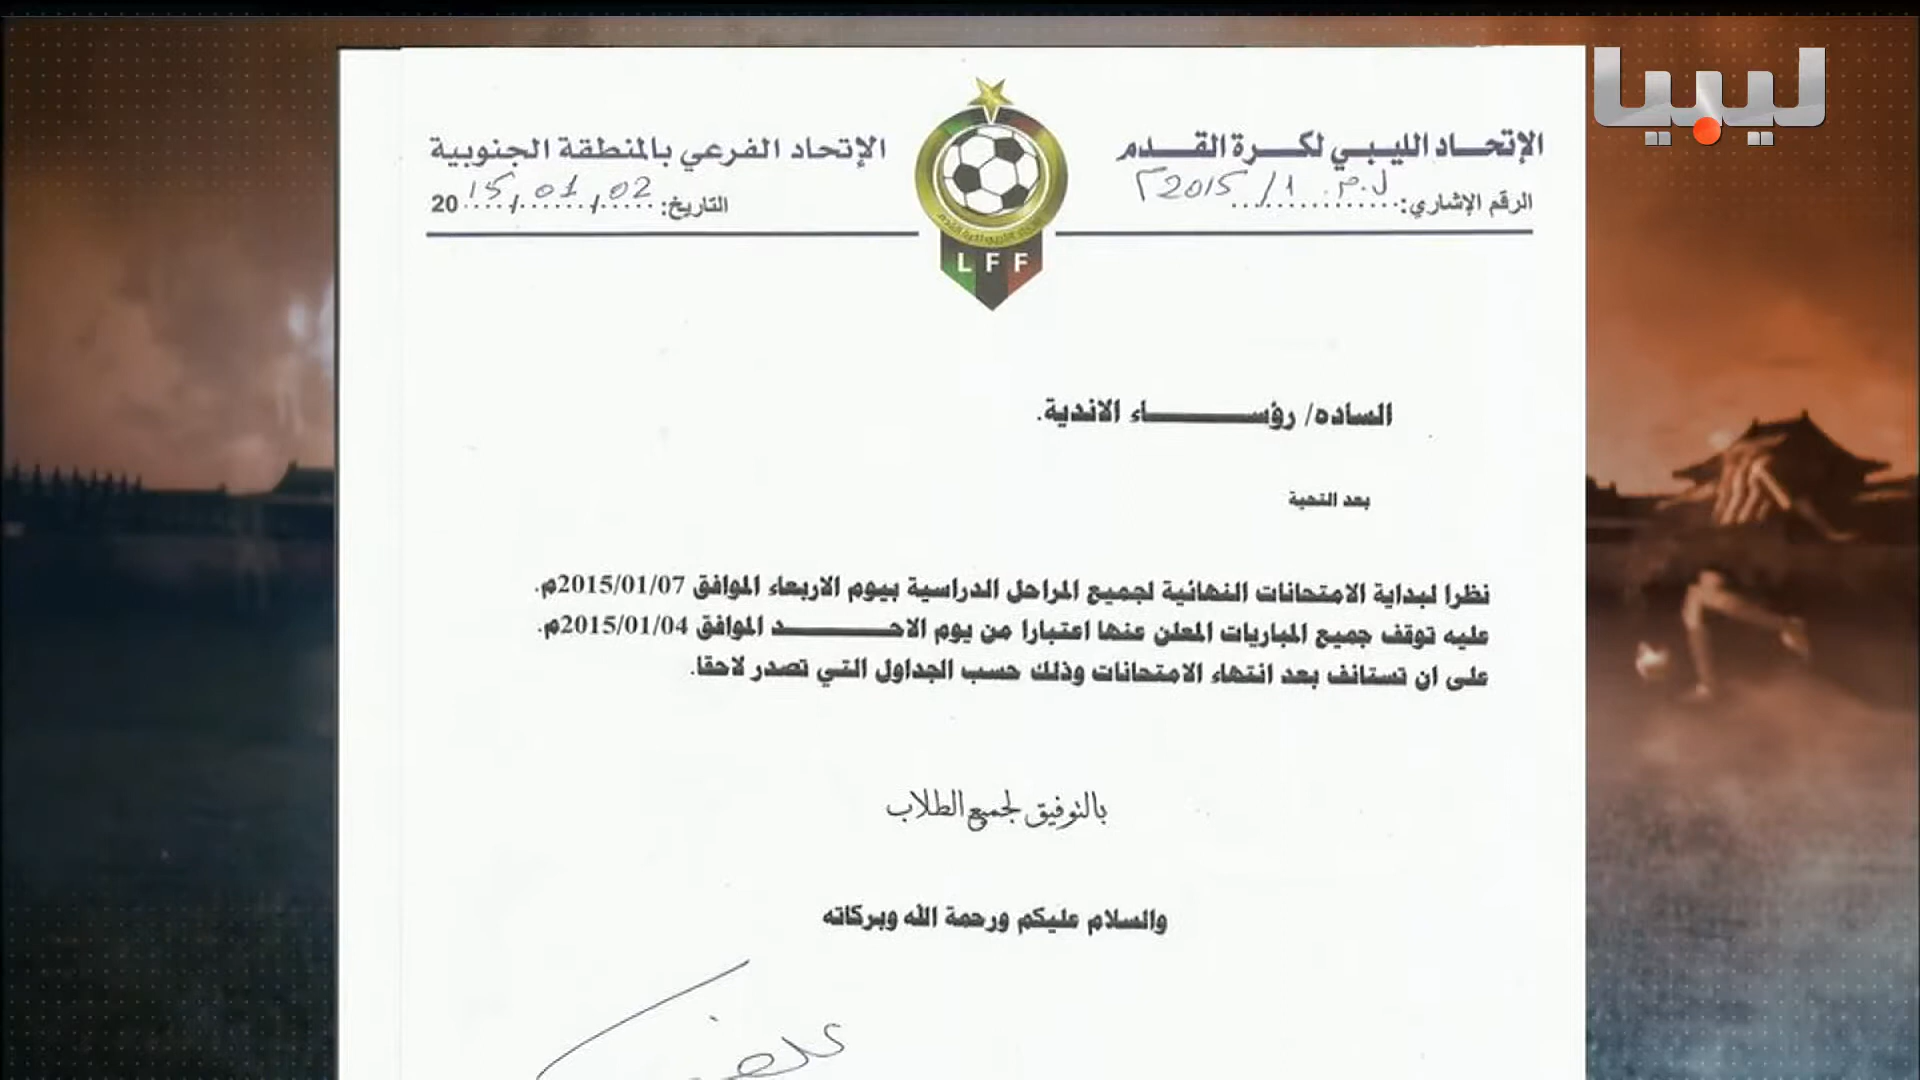 ليبيا
الإتحاد الليبي لكرة القدم
الإتحاد الفرعي بالمنطقة الجنوبية
الرقم الإشاري: ل.م. 1/ 2015
التاريخ: 02/01/2015
LFF
الساده/ رؤساء الاندية.
بعد التحية
نظرا لبداية الامتحانات النهائية لجميع المراحل الدراسية بيوم الاربعاء الموافق 2015/01/07م.
عليه توقف جميع المباريات المعلن عنها اعتبارا من يوم الاحد الموافق 2015/01/04م.
على ان تستانف بعد انتهاء الامتحانات وذلك حسب الجداول التي تصدر لاحقا.
بالتوفيق لجميع الطلاب
والسلام عليكم ورحمة الله وبركاته